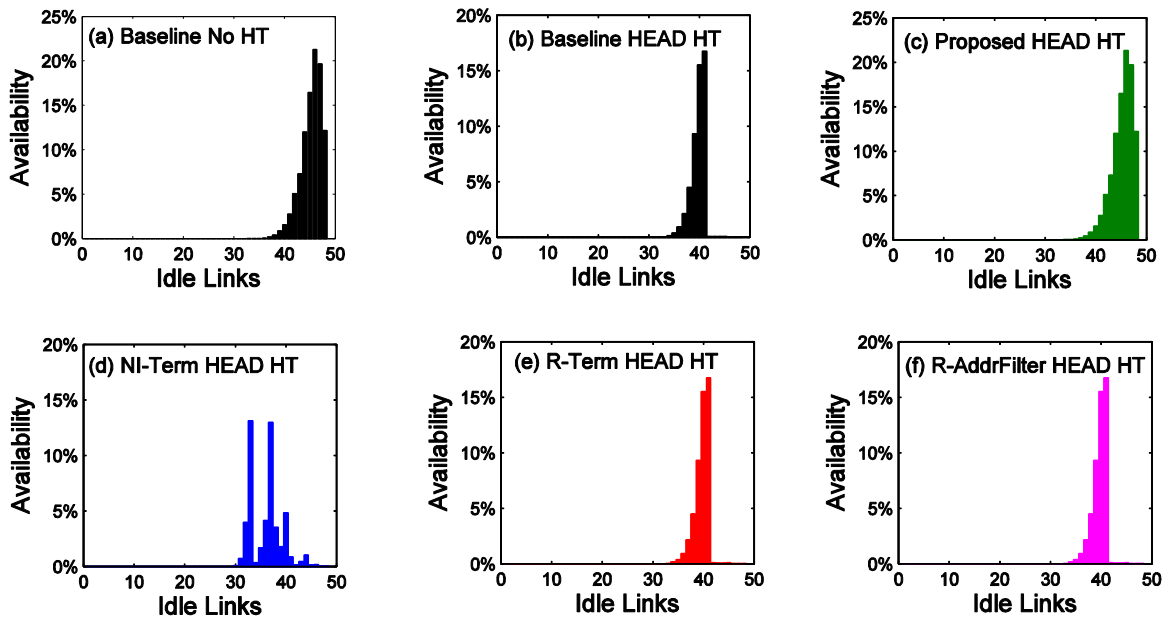 (a) Baseline No HT
25%
20%
15%
10%
5%
0%
Availability
0 10 20 30 40 50
Idle Links
(b) Baseline HEAD HT
20%
15%
10%
5%
0%
Availability
0 10 20 30 40 50
Idle Links
(c) Proposed HEAD HT
25%
20%
15%
10%
5%
0%
Availability
0 10 20 30 40 50
Idle Links
(d) NI-Term HEAD HT
20%
15%
10%
5%
0%
Availability
0 10 20 30 40 50
Idle Links
(e) R-Term HEAD HT
20%
15%
10%
5%
0%
Availability
0 10 20 30 40 50
Idle Links
(f) R-AddrFilter HEAD HT
20%
15%
10%
5%
0%
Availability
0 10 20 30 40 50
Idle Links